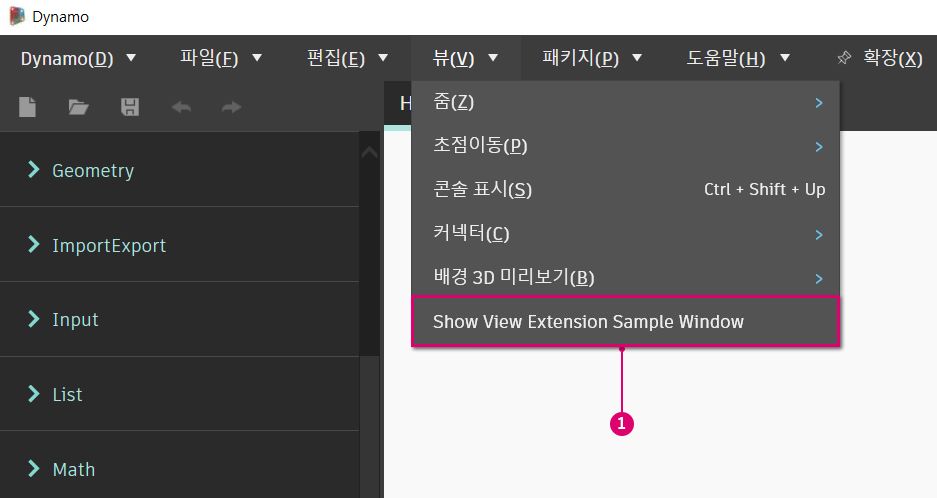 Dynamo
Dynamo(D) 파일(F) 편집(E) 뷰(V) 패키지(P) 도움말(H) 확장(X)
H
줌(Z)
초점이동(P)
콘솔 표시(S) Ctrl + Shift + Up
커넥터(C)
배경 3D 미리보기(B)
Show View Extension Sample Window
1
Geometry
ImportExport
Input
List
Math